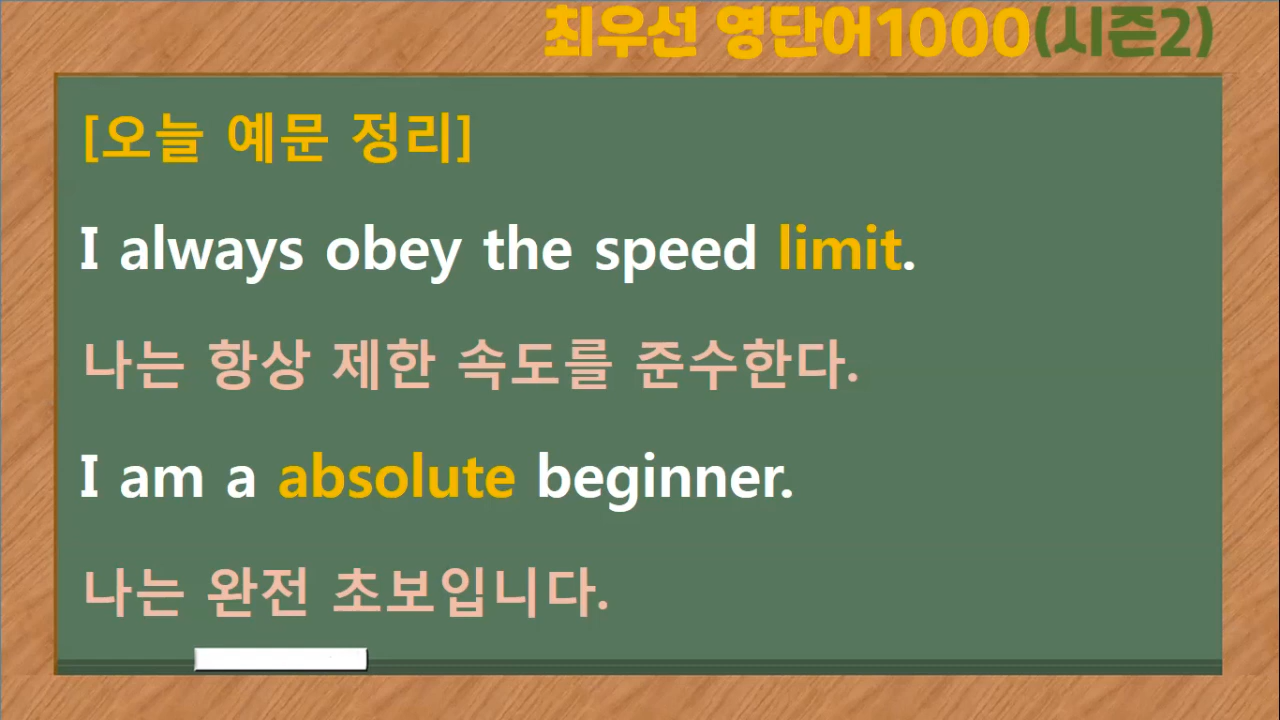 최우선 영단어1000(시즌2)
[오늘 예문 정리]
I always obey the speed limit.
나는 항상 제한 속도를 준수한다.
I am a absolute beginner.
나는 완전 초보입니다.